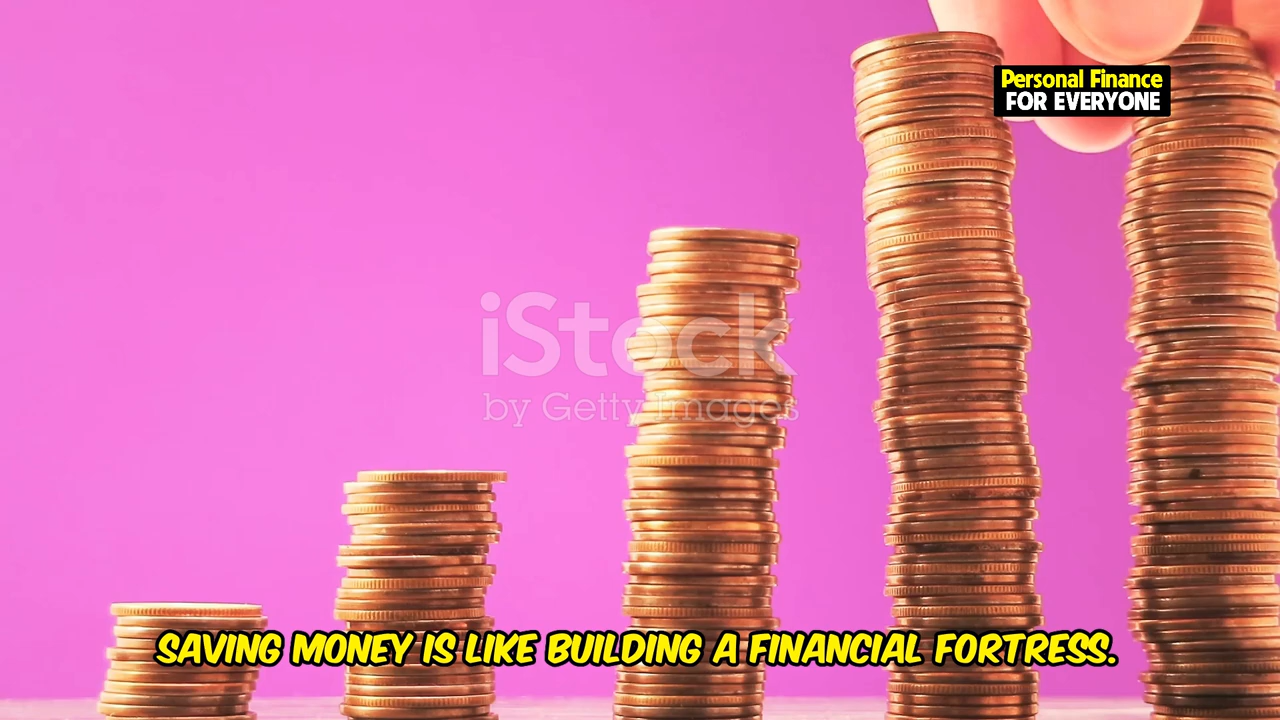 Personal Finance
FOR EVERYONE
iStock
by Getty Images
SAVING MONEY IS LIKE BUILDING A FINANCIAL FORTRESS.